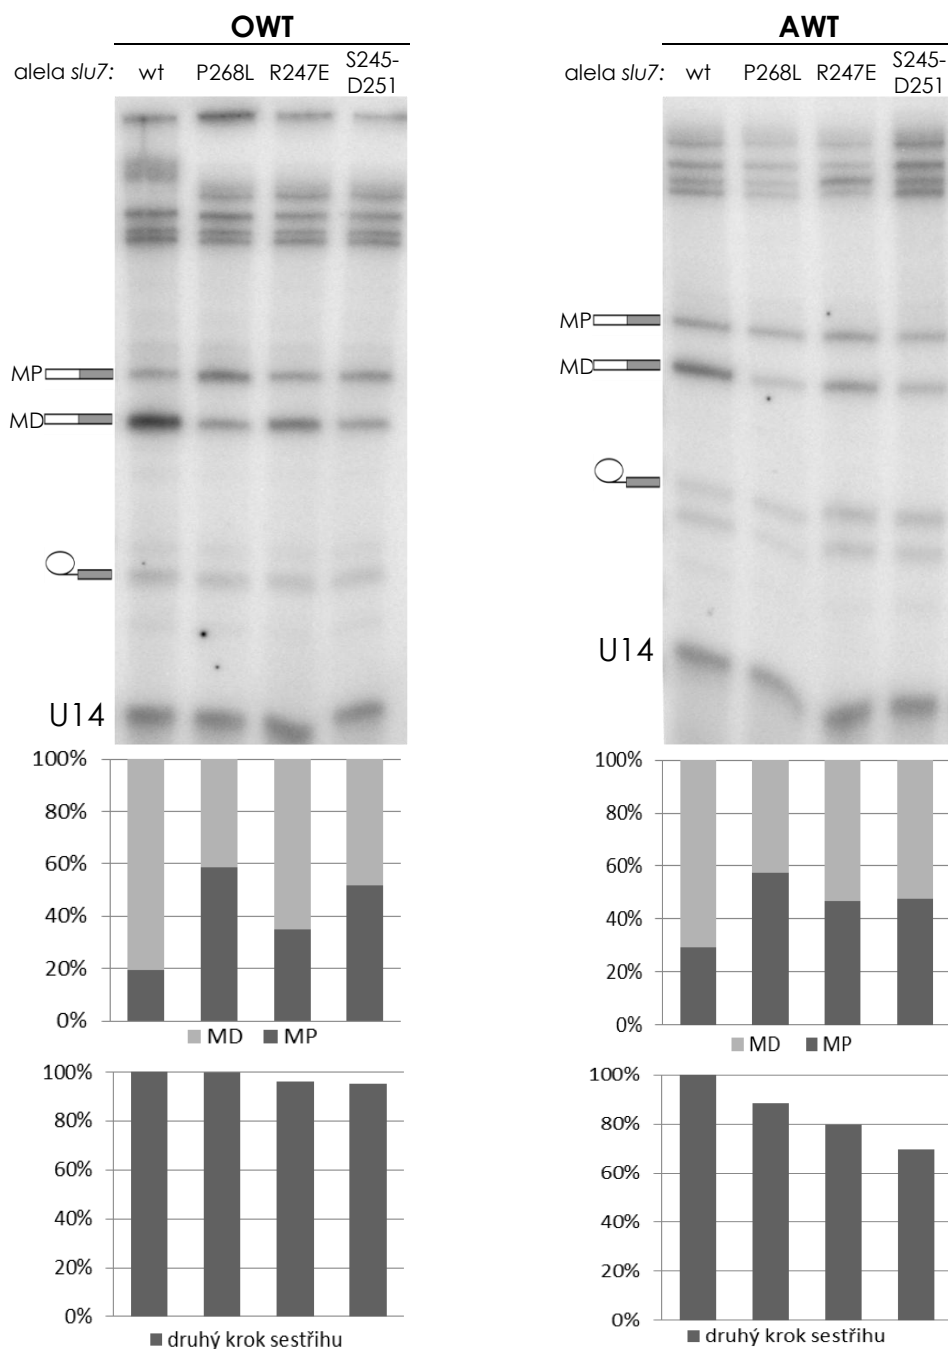 OWT
alela slu7: wt P268L R247E S245-
D251
MP
MD
U14
100%
80%
60%
40%
20%
0%
MD MP
100%
80%
60%
40%
20%
0%
druhý krok sestřihu
AWT
alela slu7: wt P268L R247E S245-
D251
MP
MD
U14
100%
80%
60%
40%
20%
0%
MD MP
100%
80%
60%
40%
20%
0%
druhý krok sestřihu